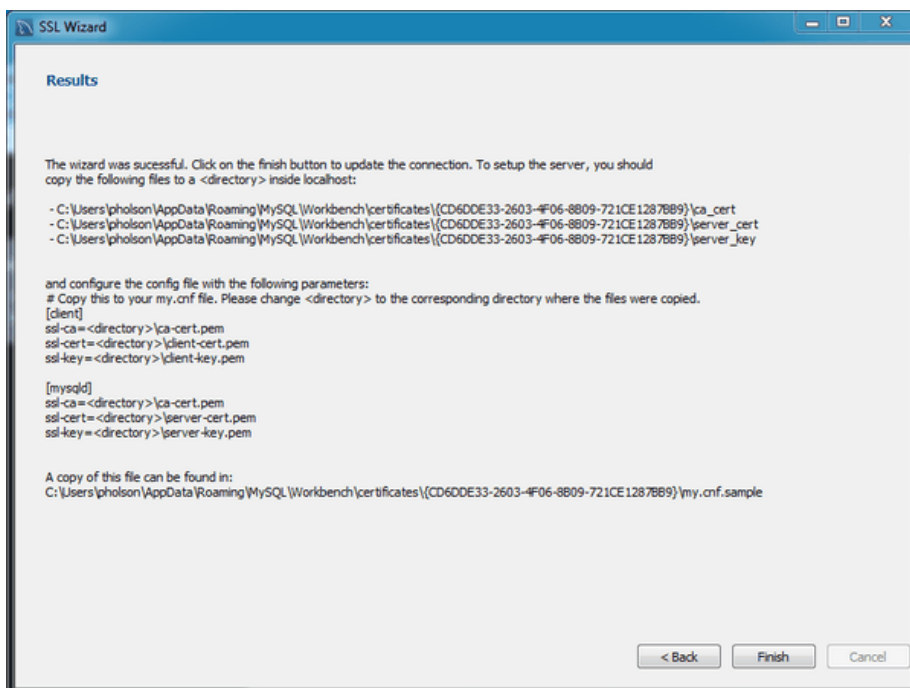 SSL Wizard
Results
The wizard was sucessful. Click on the finish button to update the connection. To setup the server, you should
copy the following files to a <directory> inside localhost:
- C:\Users\pholson\AppData\Roaming\MySQL\Workbench\certificates\{CD6DDE33-2603-4F06-8B09-721CE1287BB9}\ca_cert
- C:\Users\pholson\AppData\Roaming\MySQL\Workbench\certificates\{CD6DDE33-2603-4F06-8B09-721CE1287BB9}\server_cert
- C:\Users\pholson\AppData\Roaming\MySQL\Workbench\certificates\{CD6DDE33-2603-4F06-8B09-721CE1287BB9}\server_key
and configure the config file with the following parameters:
# Copy this to your my.cnf file. Please change <directory> to the corresponding directory where the files were copied.
[client]
ssl-ca=<directory>\ca-cert.pem
ssl-cert=<directory>\client-cert.pem
ssl-key=<directory>\client-key.pem
[mysqld]
ssl-ca=<directory>\ca-cert.pem
ssl-cert=<directory>\server-cert.pem
ssl-key=<directory>\server-key.pem
A copy of this file can be found in:
C:\Users\pholson\AppData\Roaming\MySQL\Workbench\certificates\{CD6DDE33-2603-4F06-8B09-721CE1287BB9}\my.cnf.sample
< Back Finish Cancel